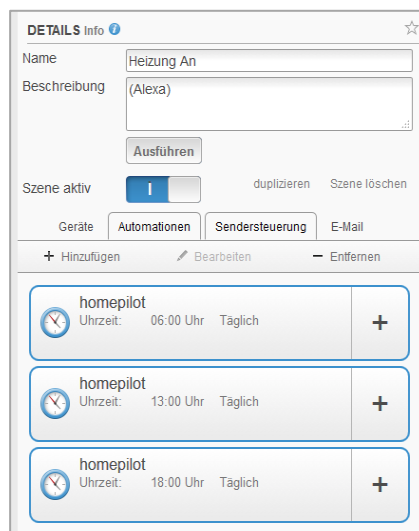 DETAILS Info i
Name Heizung An
Beschreibung (Alexa)
Ausführen
Szene aktiv I duplizieren Szene löschen
Geräte Automationen Sendersteuerung E-Mail
+ Hinzufügen Bearbeiten − Entfernen
homepilot
Uhrzeit: 06:00 Uhr Täglich +
homepilot
Uhrzeit: 13:00 Uhr Täglich +
homepilot
Uhrzeit: 18:00 Uhr Täglich +